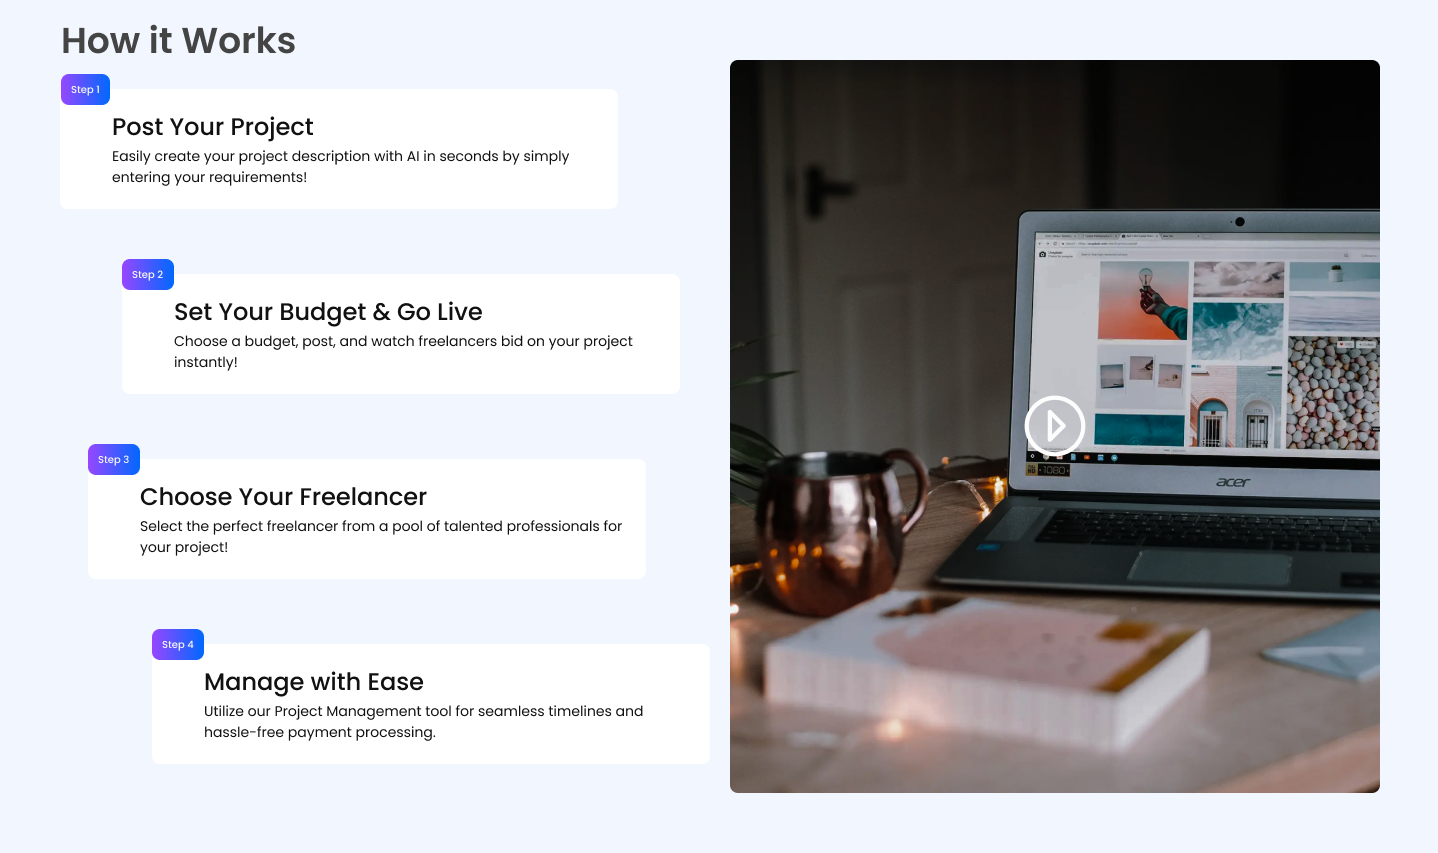 How it Works
Step 1
Post Your Project
Easily create your project description with AI in seconds by simply
entering your requirements!
Step 2
Set Your Budget & Go Live
Choose a budget, post, and watch freelancers bid on your project
instantly!
Step 3
Choose Your Freelancer
Select the perfect freelancer from a pool of talented professionals for
your project!
Step 4
Manage with Ease
Utilize our Project Management tool for seamless timelines and
hassle-free payment processing.
acer